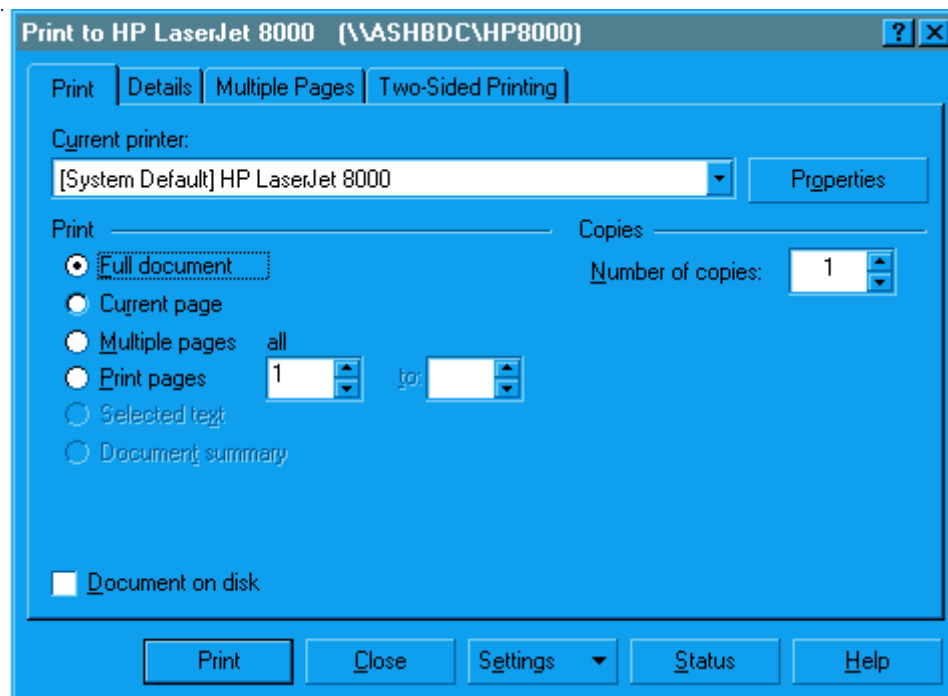 Print to HP LaserJet 8000 (\\ASHBDC\HP8000)
Print Details Multiple Pages Two-Sided Printing
Current printer:
[System Default] HP LaserJet 8000 Properties
Print Copies
Full document Number of copies: 1
Current page
Multiple pages all
Print pages 1 to:
Selected text
Document summary
Document on disk
Print Close Settings Status Help